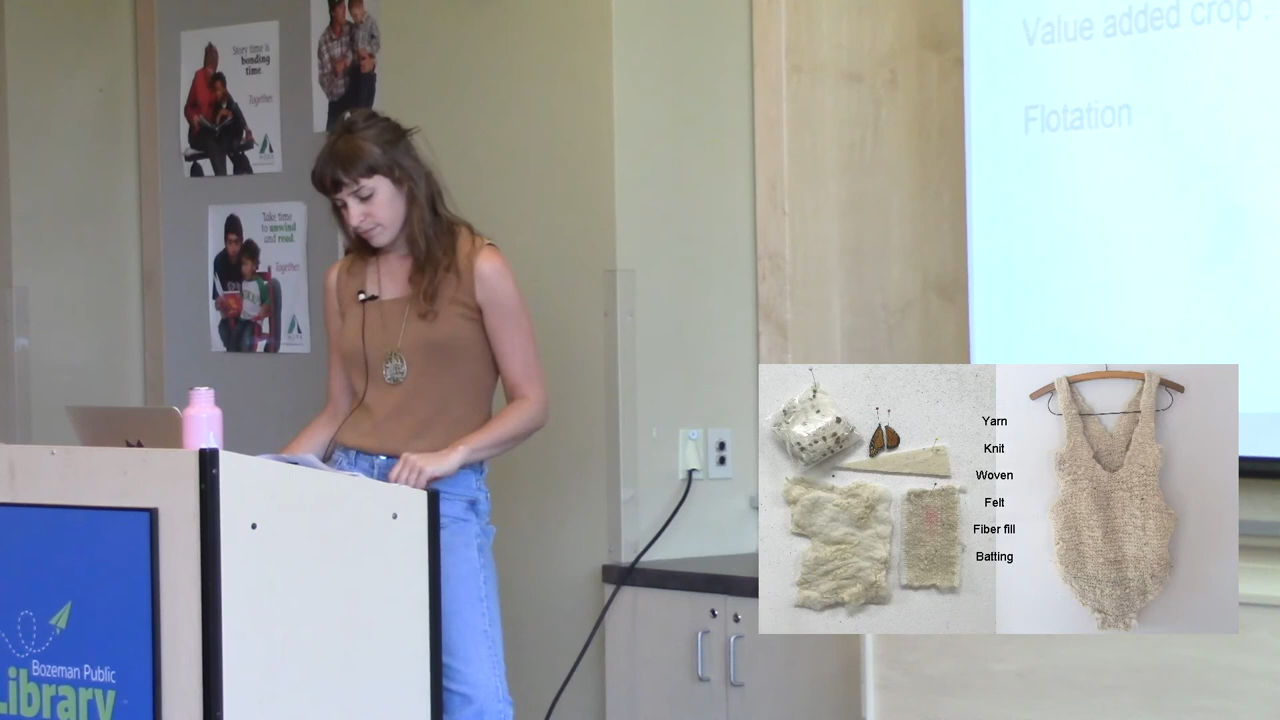 Story time is
bonding
time
Together.
Take time
to unwind
and read.
Together.
Value added crop
Flotation
Yarn
Knit
Woven
Felt
Fiber fill
Batting
Bozeman Public
Library